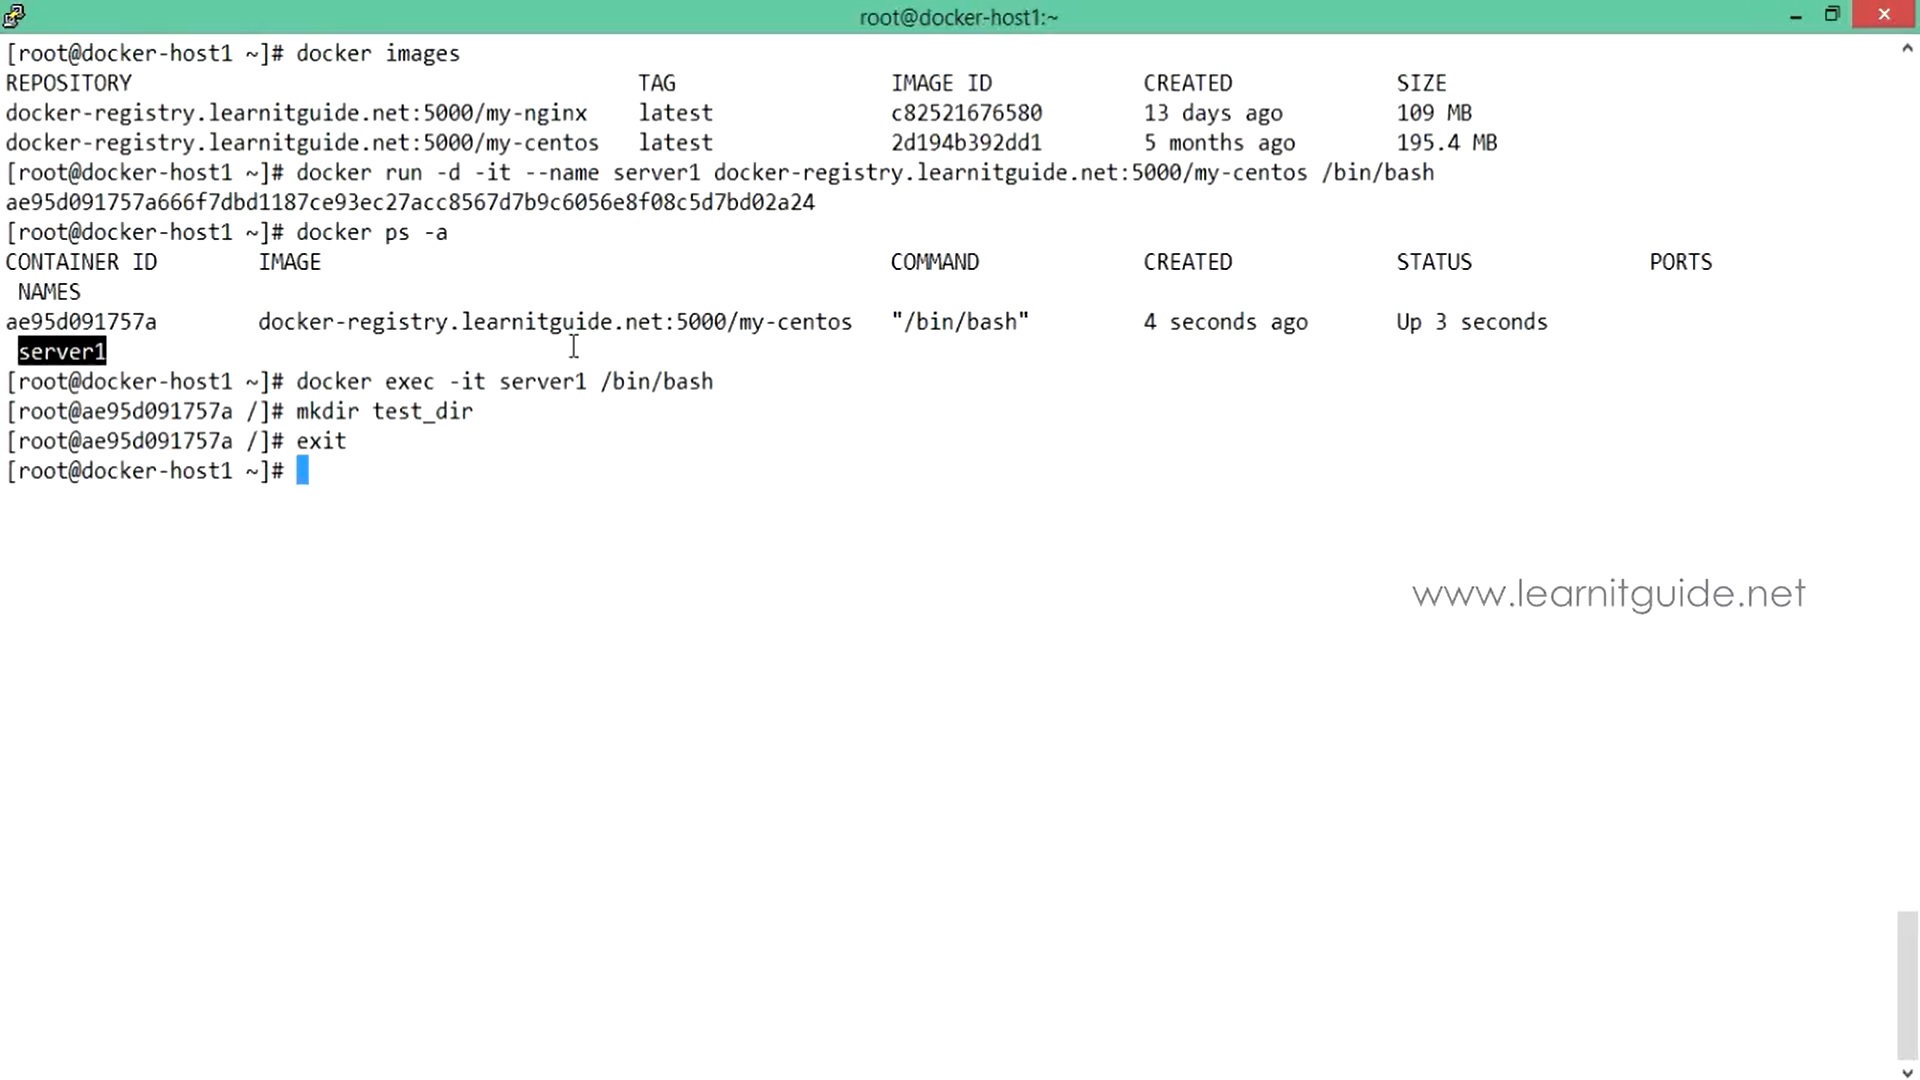 root@docker-host1:~
[root@docker-host1 ~]# docker images
REPOSITORY TAG IMAGE ID CREATED SIZE
docker-registry.learnitguide.net:5000/my-nginx latest c82521676580 13 days ago 109 MB
docker-registry.learnitguide.net:5000/my-centos latest 2d194b392dd1 5 months ago 195.4 MB
[root@docker-host1 ~]# docker run -d -it --name server1 docker-registry.learnitguide.net:5000/my-centos /bin/bash
ae95d091757a666f7dbd1187ce93ec27acc8567d7b9c6056e8f08c5d7bd02a24
[root@docker-host1 ~]# docker ps -a
CONTAINER ID IMAGE COMMAND CREATED STATUS PORTS
NAMES
ae95d091757a docker-registry.learnitguide.net:5000/my-centos "/bin/bash" 4 seconds ago Up 3 seconds
server1
[root@docker-host1 ~]# docker exec -it server1 /bin/bash
[root@ae95d091757a /]# mkdir test_dir
[root@ae95d091757a /]# exit
[root@docker-host1 ~]#
www.learnitguide.net